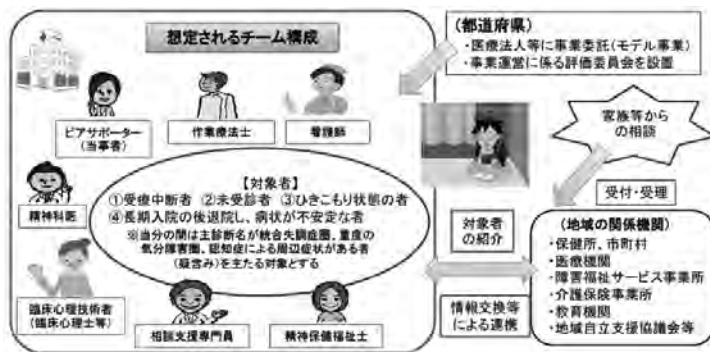 想定されるチーム構成
ピアサポーター
(当事者)
作業療法士
看護師
精神科医
【対象者】
①受療中断者 ②未受診者 ③ひきこもり状態の者
④長期入院の後退院し、病状が不安定な者
※当分の間は主診断名が統合失調症圏、重度の
気分障害圏、認知症による周辺症状がある者
(疑含み)を主たる対象とする
臨床心理技術者
(臨床心理士等)
相談支援専門員
精神保健福祉士
(都道府県)
・医療法人等に事業委託(モデル事業)
・事業運営に係る評価委員会を設置
家族等から
の相談
受付・受理
対象者
の紹介
情報交換等
による連携
(地域の関係機関)
・保健所、市町村
・医療機関
・障害福祉サービス事業所
・介護保険事業所
・教育機関
・地域自立支援協議会等